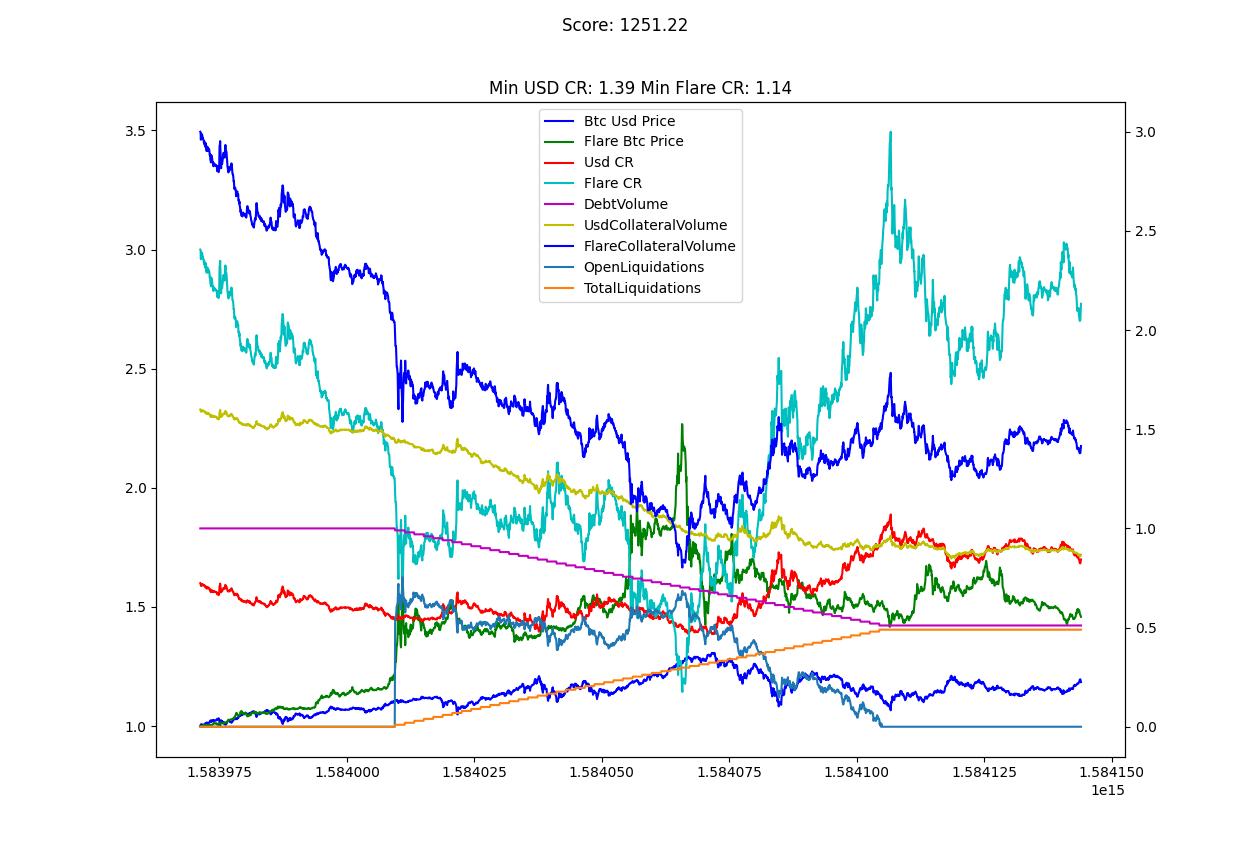 Score: 1251.22
Min USD CR: 1.39 Min Flare CR: 1.14
Btc Usd Price
Flare Btc Price
Usd CR
Flare CR
DebtVolume
UsdCollateralVolume
FlareCollateralVolume
OpenLiquidations
TotalLiquidations
3.5
3.0
2.5
2.0
1.5
1.0
3.0
2.5
2.0
1.5
1.0
0.5
0.0
1.583975 1.584000 1.584025 1.584050 1.584075 1.584100 1.584125 1.584150
1e15